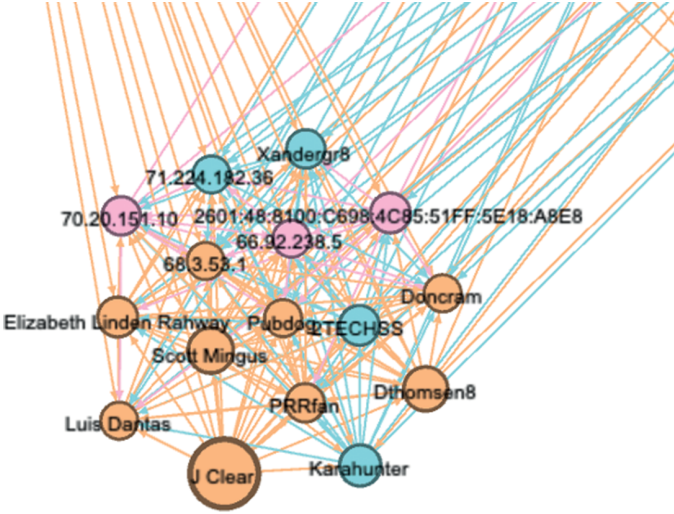 Xandergr8
71.224.182.36
70.20.151.10
2601:48:8100:C698:4C85:51FF:5E18:A8E8
66.92.238.5
68.3.53.1
Doncram
Elizabeth Linden Rahway
Pubdog
2TECHSS
Scott Mingus
Dthomsen8
PRRfan
Luis Dantas
J Clear
Karahunter